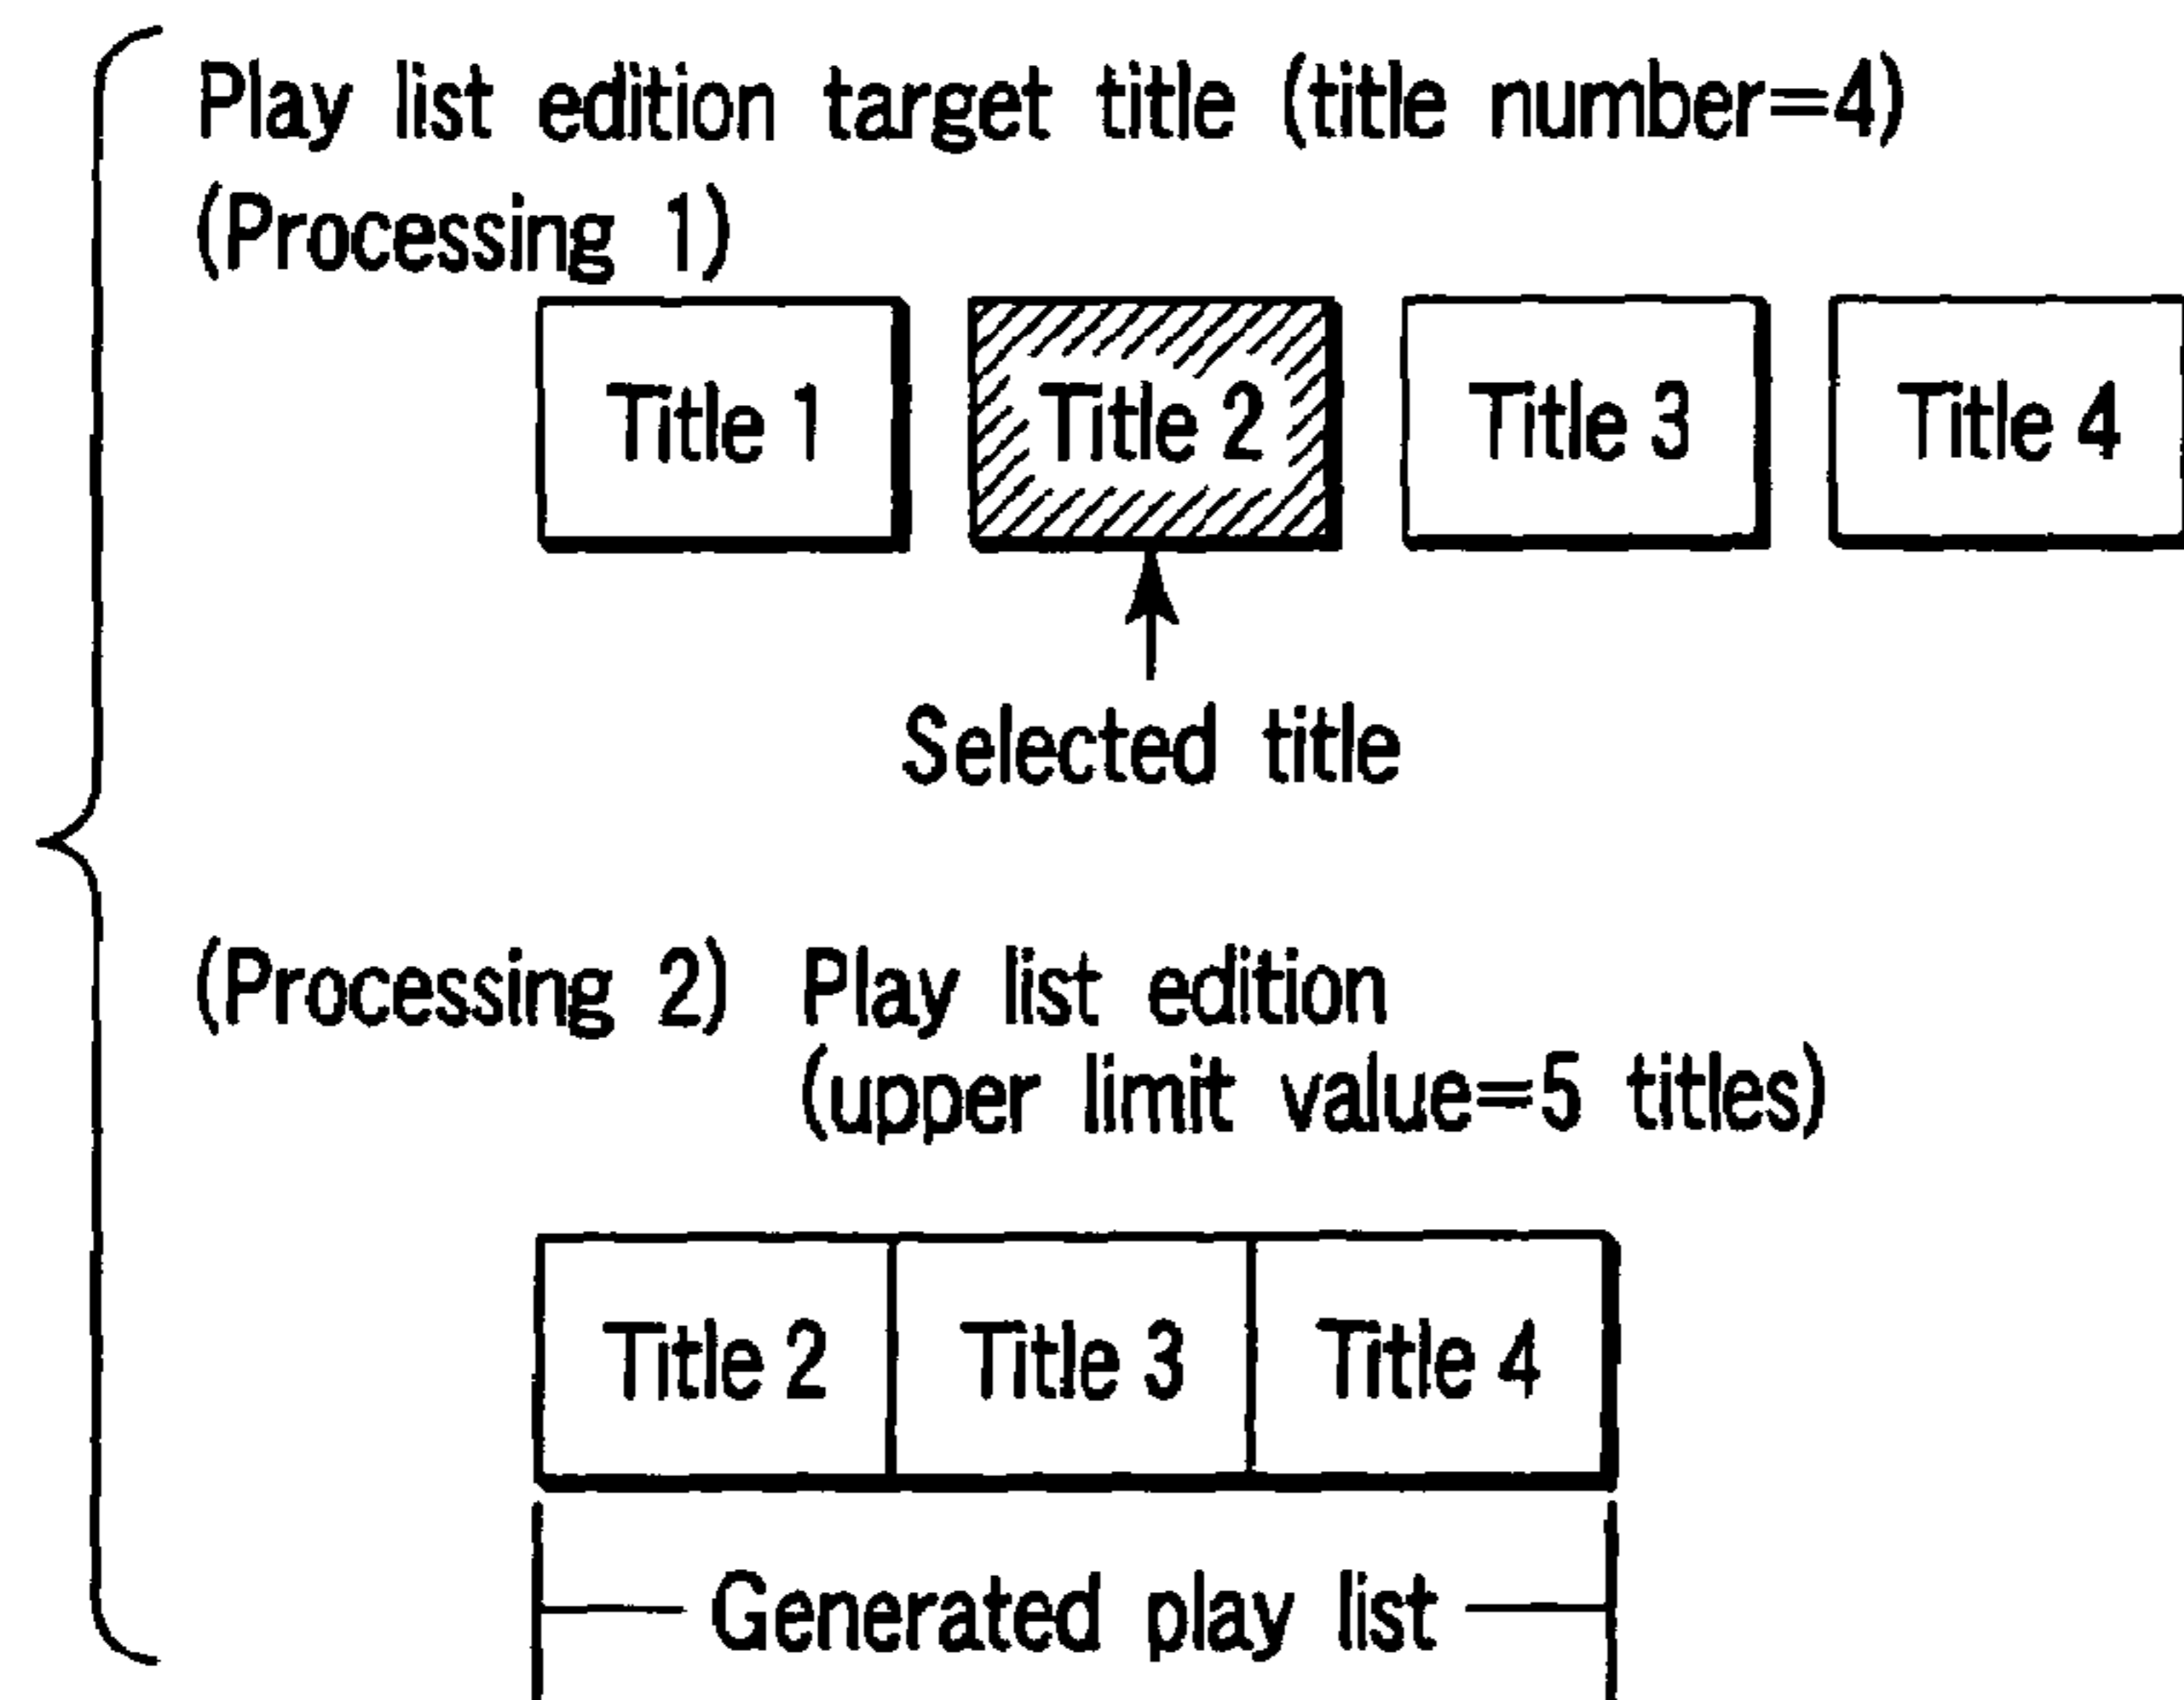 Play list edition target title (title number=4)
(Processing 1)
Title 1 Title 2 Title 3 Title 4
Selected title
(Processing 2) Play list edition
(upper limit value=5 titles)
Title 2 Title 3 Title 4
Generated play list